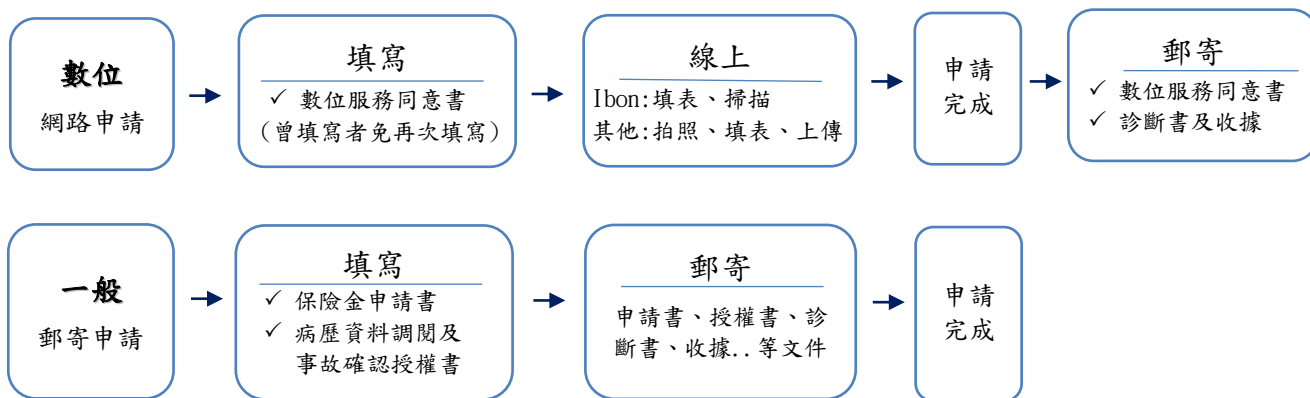 數位
網路申請
填寫
✓ 數位服務同意書
(曾填寫者免再次填寫)
線上
Ibon:填表、掃描
其他:拍照、填表、上傳
申請
完成
郵寄
✓ 數位服務同意書
✓ 診斷書及收據
一般
郵寄申請
填寫
✓ 保險金申請書
✓ 病歷資料調閱及
事故確認授權書
郵寄
申請書、授權書、診
斷書、收據..等文件
申請
完成